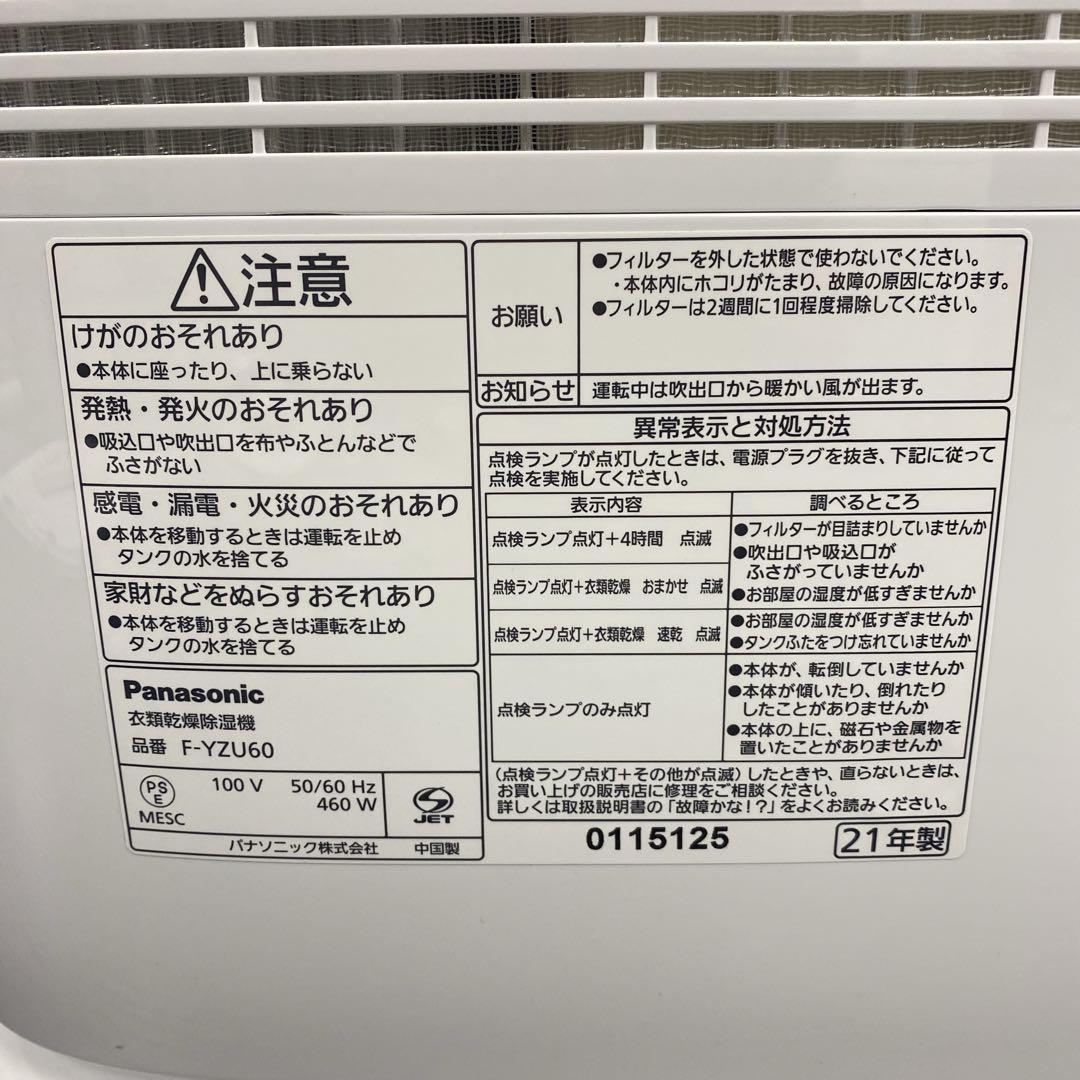 注意
けがのおそれあり
●本体に座ったり、上に乗らない
発熱・発火のおそれあり
●吸込口や吹出口を布やふとんなどで
ふさがない
感電・漏電・火災のおそれあり
●本体を移動するときは運転を止め
タンクの水を捨てる
家財などをぬらすおそれあり
●本体を移動するときは運転を止め
タンクの水を捨てる
Panasonic
衣類乾燥除湿機
品番 F-YZU60
PS
E
MESC
100 V 50/60 Hz
460 W
JET
パナソニック株式会社 中国製
お願い
●フィルターを外した状態で使わないでください。
・本体内にホコリがたまり、故障の原因になります。
●フィルターは2週間に1回程度掃除してください。
お知らせ
運転中は吹出口から暖かい風が出ます。
異常表示と対処方法
点検ランプが点灯したときは、電源プラグを抜き、下記に従って
点検を実施してください。
表示内容 調べるところ
点検ランプ点灯+4時間 点滅
点検ランプ点灯+衣類乾燥 おまかせ 点滅
●フィルターが目詰まりしていませんか
●吹出口や吸込口が
ふさがっていませんか
●お部屋の湿度が低すぎませんか
点検ランプ点灯+衣類乾燥 速乾 点滅
●お部屋の湿度が低すぎませんか
●タンクふたをつけ忘れていませんか
点検ランプのみ点灯
●本体が、転倒していませんか
●本体が傾いたり、倒れたり
したことがありませんか
●本体の上に、磁石や金属物を
置いたことがありませんか
(点検ランプ点灯+その他が点滅)したときや、直らないときは、
お買い上げの販売店に修理をご相談ください。
詳しくは取扱説明書の「故障かな!?」をよくお読みください。
0115125
21年製